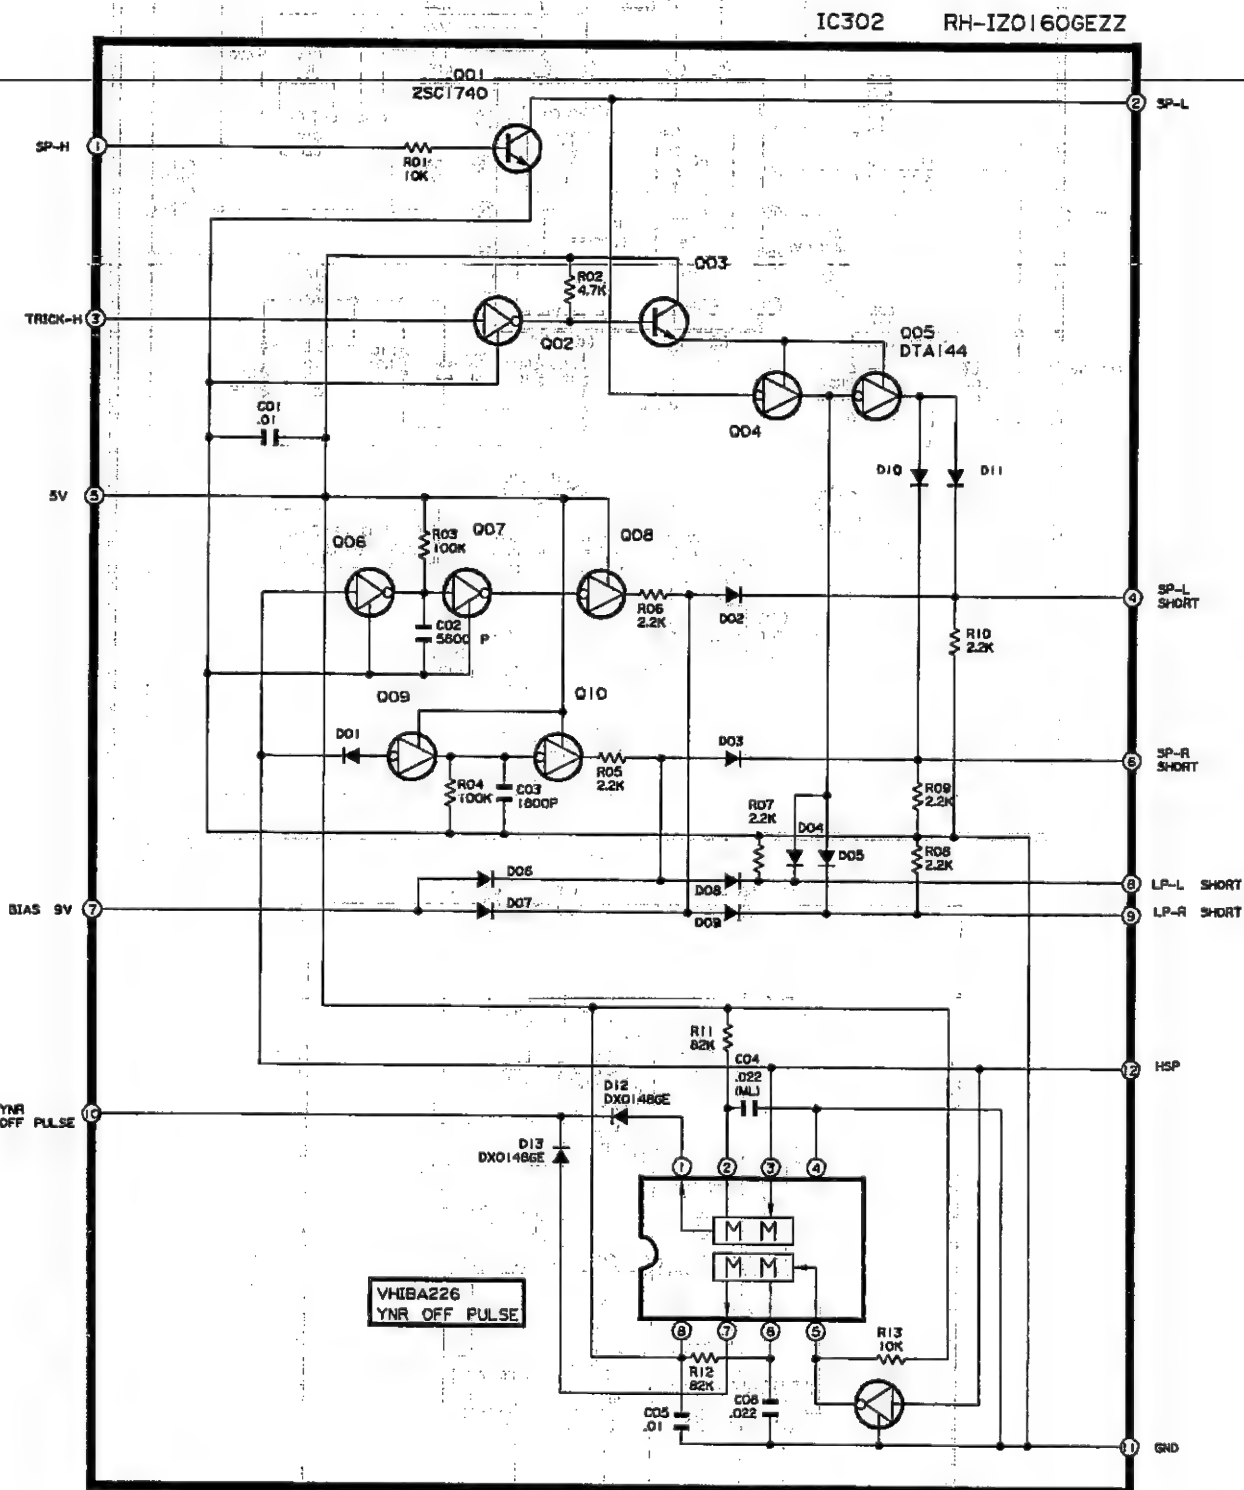 IC302 RH-IZ0160GEZZ
Q01
2SC1740
2 SP-L
SP-H 1
R01
10K
Q03
R02
4.7K
TRICK-H 3
Q02
Q05
DTA144
C01
.01
Q04
D10 D11
5V 5
Q06
R03
100K
Q07
Q08
R06
2.2K
D02
4 SP-L
SHORT
C02
5600 P
R10
2.2K
Q09
Q10
D01
D03
6 SP-R
SHORT
R04
100K
C03
1800P
R05
2.2K
R07
2.2K
R09
2.2K
D04
D05
R08
2.2K
D06
D08
8 LP-L SHORT
BIAS 9V 7
D07
D09
9 LP-R SHORT
R11
82K
C04
.022
(ML)
12 HSP
D12
DX0148GE
YNR
OFF PULSE 10
D13
DX0148GE
1 2 3 4
M M
M M
VHIBA226
YNR OFF PULSE
8 7 6 5
R13
10K
R12
82K
C05
.01
C06
.022
11 GND